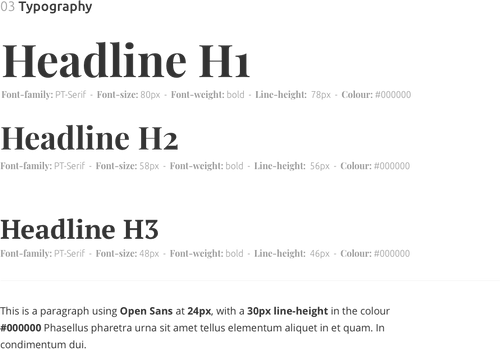 03 Typography
Headline H1
Font-family: PT-Serif - Font-size: 80px - Font-weight: bold - Line-height: 78px - Colour: #000000
Headline H2
Font-family: PT-Serif - Font-size: 58px - Font-weight: bold - Line-height: 56px - Colour: #000000
Headline H3
Font-family: PT-Serif - Font-size: 48px - Font-weight: bold - Line-height: 46px - Colour: #000000
This is a paragraph using Open Sans at 24px, with a 30px line-height in the colour
#000000 Phasellus pharetra urna sit amet tellus elementum aliquet in et quam. In
condimentum dui.